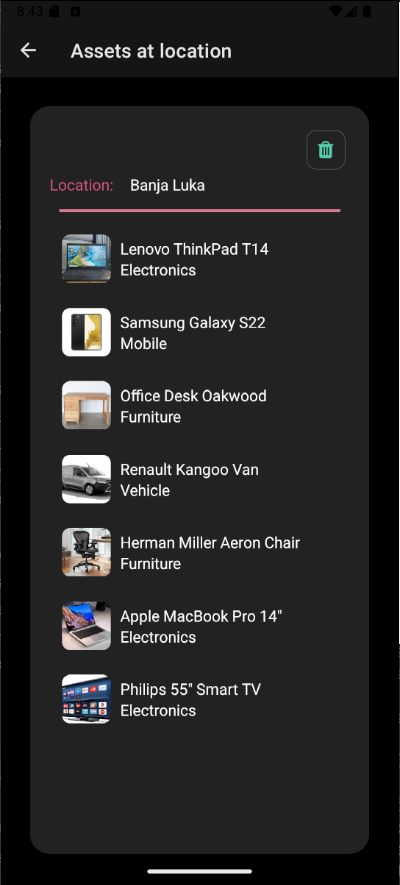 8:43
Assets at location
Location: Banja Luka
Lenovo ThinkPad T14
Electronics
Samsung Galaxy S22
Mobile
Office Desk Oakwood
Furniture
Renault Kangoo Van
Vehicle
Herman Miller Aeron Chair
Furniture
Apple MacBook Pro 14"
Electronics
Philips 55" Smart TV
Electronics